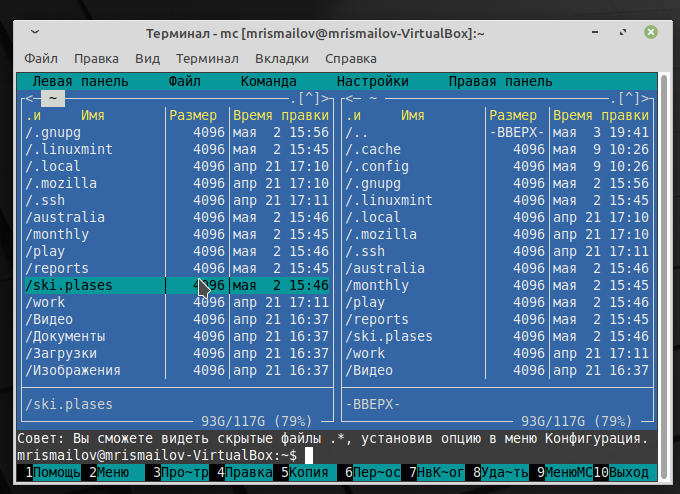 Терминал - mc [mrismailov@mrismailov-VirtualBox]:~
Файл Правка Вид Терминал Вкладки Справка
Левая панель Файл Команда Настройки Правая панель
<─ ~ ─.[^]> <─ ~ ─.[^]>
.и Имя Размер Время правки .и Имя Размер Время правки
/.gnupg 4096 мая 2 15:56 /.. -ВВЕРХ- мая 3 19:41
/.linuxmint 4096 мая 2 15:45 /.cache 4096 мая 9 10:26
/.local 4096 апр 21 17:10 /.config 4096 мая 9 10:26
/.mozilla 4096 апр 21 17:10 /.gnupg 4096 мая 2 15:56
/.ssh 4096 апр 21 17:11 /.linuxmint 4096 мая 2 15:45
/australia 4096 мая 2 15:46 /.local 4096 апр 21 17:10
/monthly 4096 мая 2 15:45 /.mozilla 4096 апр 21 17:10
/play 4096 мая 2 15:46 /.ssh 4096 апр 21 17:11
/reports 4096 мая 2 15:45 /australia 4096 мая 2 15:46
/ski.plases 4096 мая 2 15:46 /monthly 4096 мая 2 15:45
/work 4096 апр 21 17:11 /play 4096 мая 2 15:46
/Видео 4096 апр 21 16:37 /reports 4096 мая 2 15:45
/Документы 4096 апр 21 16:37 /ski.plases 4096 мая 2 15:46
/Загрузки 4096 апр 21 16:37 /work 4096 апр 21 17:11
/Изображения 4096 апр 21 16:37 /Видео 4096 апр 21 16:37
/ski.plases -ВВЕРХ-
93G/117G (79%) 93G/117G (79%)
Совет: Вы сможете видеть скрытые файлы .*, установив опцию в меню Конфигурация.
mrismailov@mrismailov-VirtualBox:~$
1Помощь 2Меню 3Про~тр 4Правка 5Копия 6Пер~ос 7НвК~ог 8Уда~ть 9МенюМС 10Выход